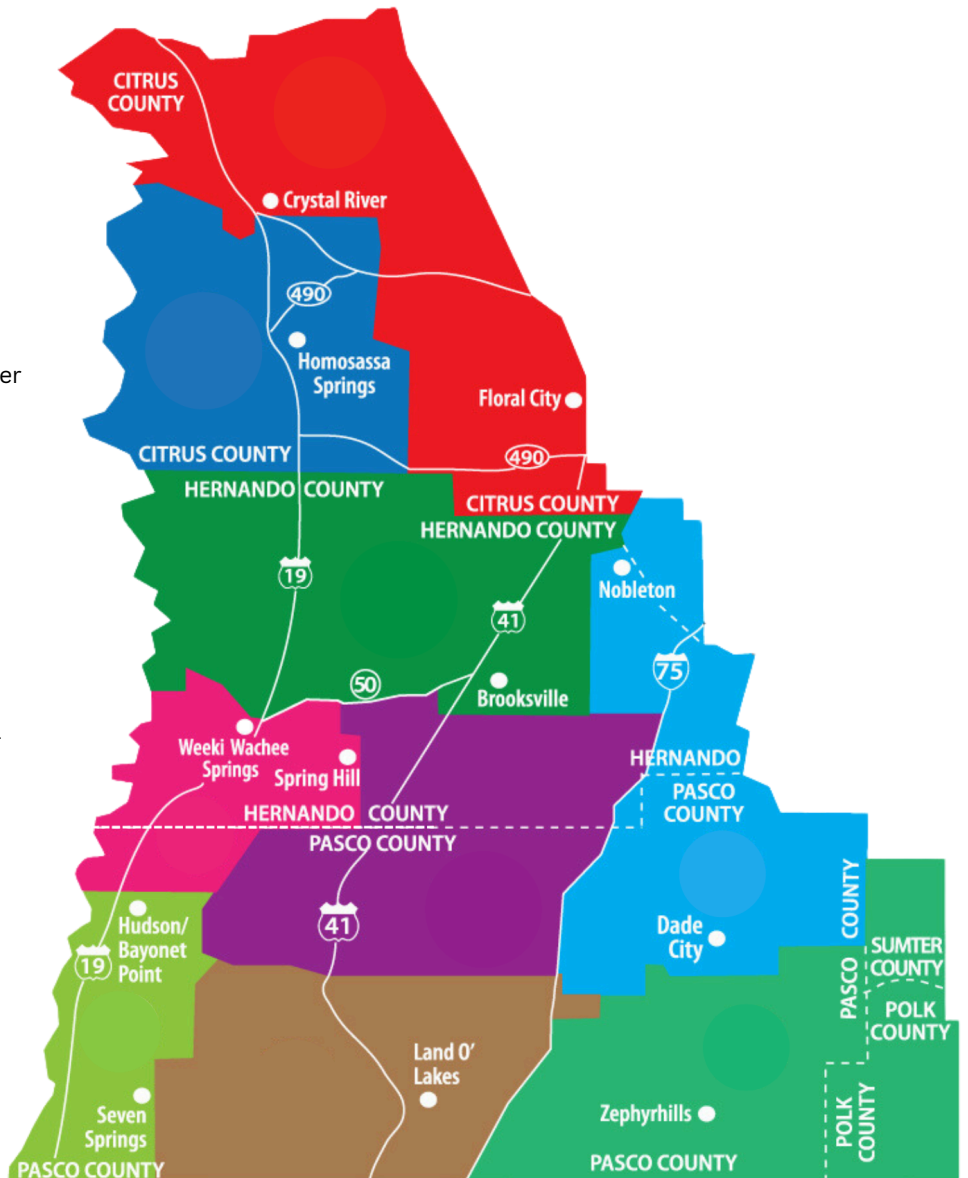 CITRUS
COUNTY
Crystal River
490
Homosassa
Springs
er
Floral City
CITRUS COUNTY
490
HERNANDO COUNTY
CITRUS COUNTY
HERNANDO COUNTY
19
Nobleton
41
75
50
Brooksville
Weeki Wachee
Springs
Spring Hill
HERNANDO
HERNANDO COUNTY
PASCO
COUNTY
PASCO COUNTY
COUNTY
PASCO
Hudson/
Bayonet
Point
41
19
Dade
City
SUMTER
COUNTY
POLK
COUNTY
Land O'
Lakes
Seven
Springs
Zephyrhills
POLK
COUNTY
PASCO COUNTY
PASCO COUNTY